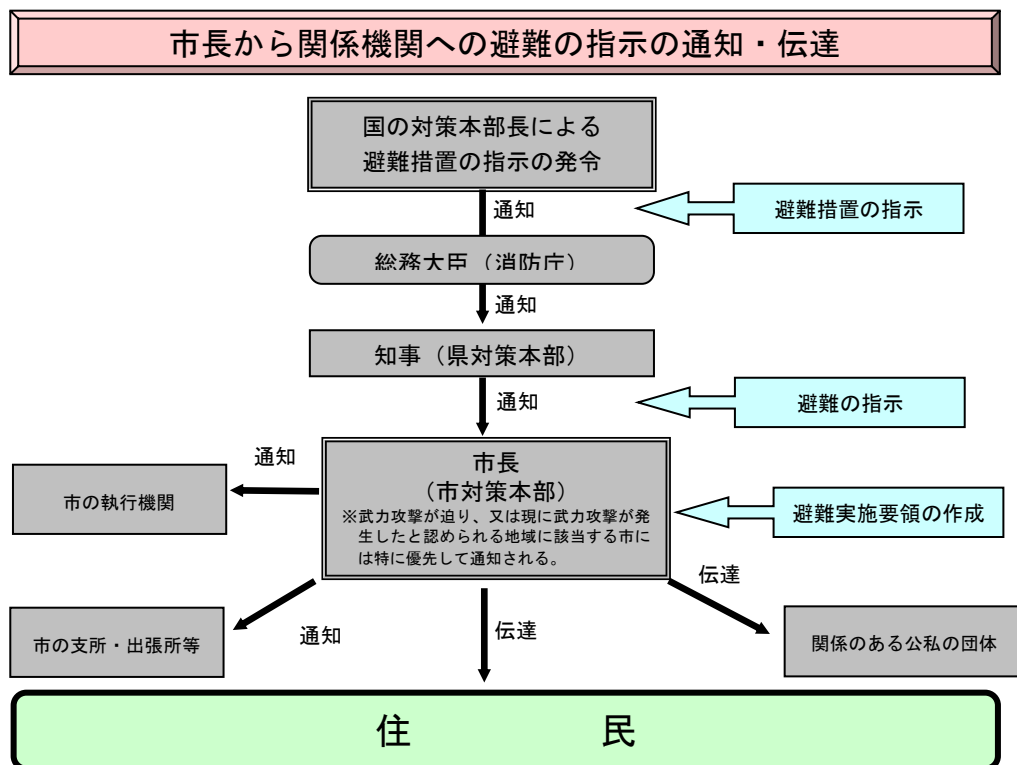 市長から関係機関への避難の指示の通知・伝達
国の対策本部長による
避難措置の指示の発令
通知
避難措置の指示
総務大臣（消防庁）
通知
知事（県対策本部）
通知
避難の指示
市長
（市対策本部）
※武力攻撃が迫り、又は現に武力攻撃が発
生したと認められる地域に該当する市に
は特に優先して通知される。
通知
市の執行機関
避難実施要領の作成
伝達
市の支所・出張所等
通知
伝達
関係のある公私の団体
住　民